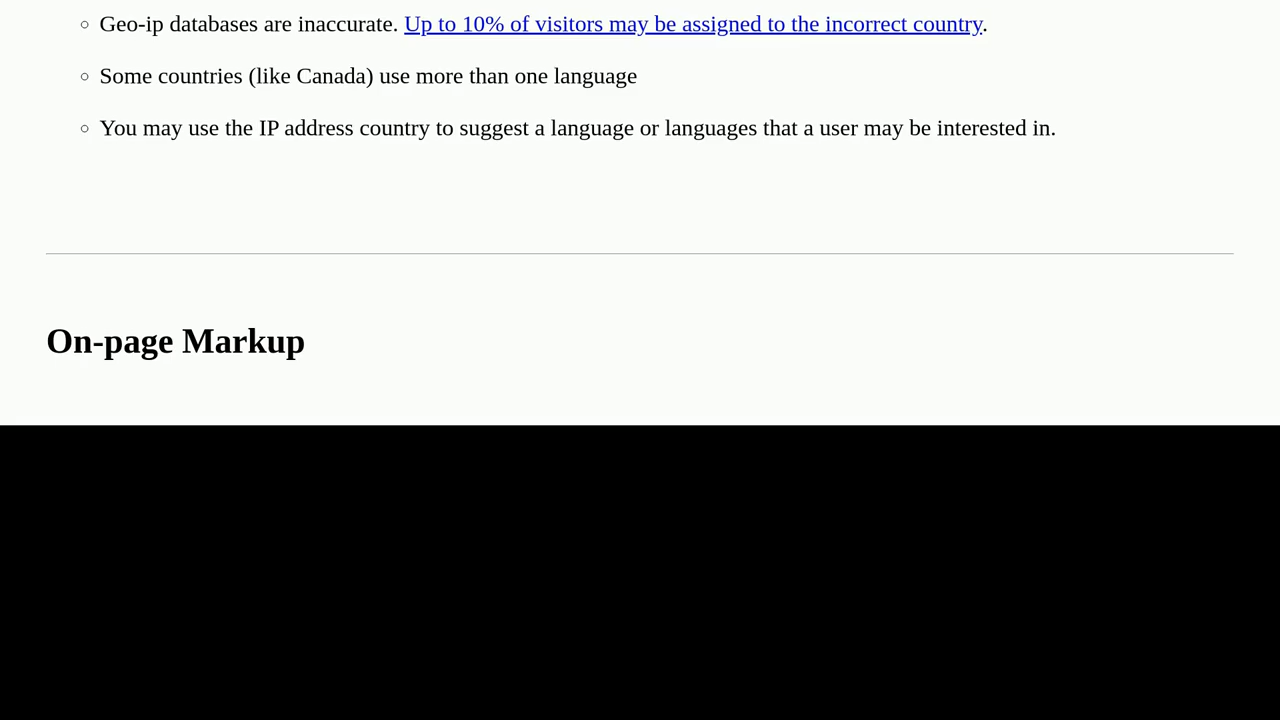 Geo-ip databases are inaccurate. Up to 10% of visitors may be assigned to the incorrect country.
Some countries (like Canada) use more than one language
You may use the IP address country to suggest a language or languages that a user may be interested in.
On-page Markup